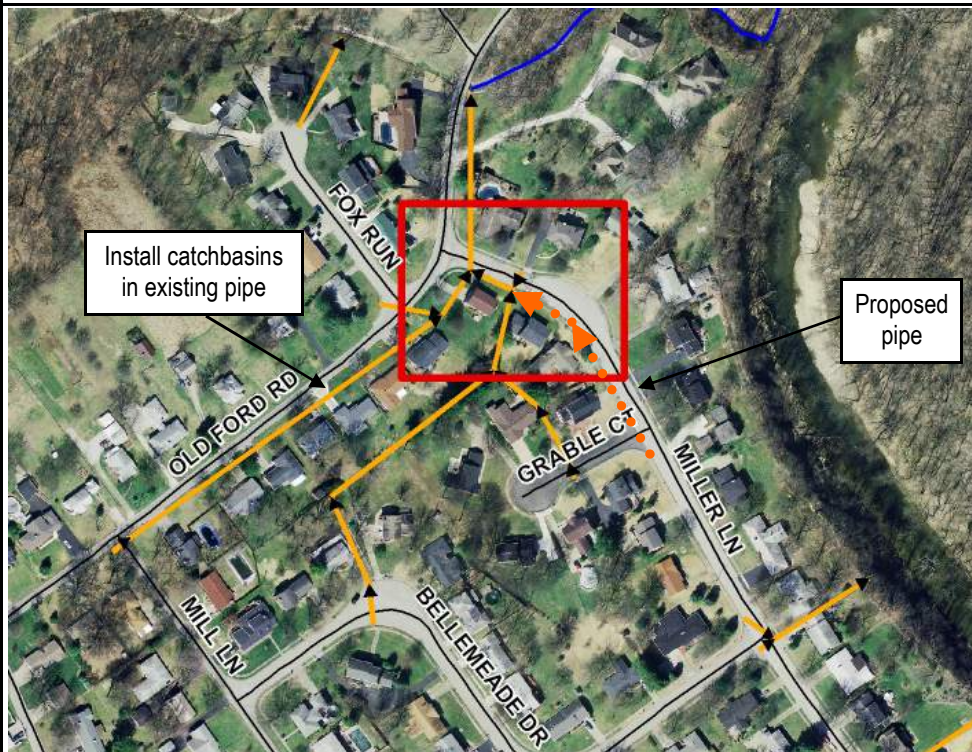 FOX RUN
Install catchbasins
in existing pipe
Proposed
pipe
OLD FORD RD
GRABLE CT
MILLER LN
MILL LN
BELLEMEADE DR